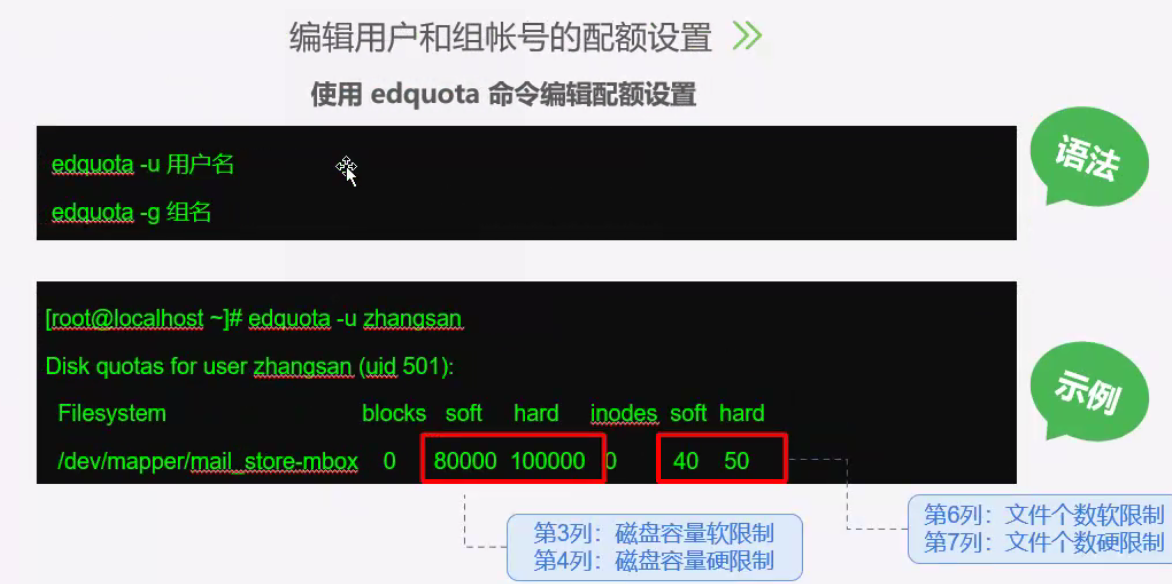 编辑用户和组帐号的配额设置
使用 edquota 命令编辑配额设置
edquota -u 用户名
edquota -g 组名
语法
[root@localhost ~]# edquota -u zhangsan
Disk quotas for user zhangsan (uid 501):
Filesystem blocks soft hard inodes soft hard
/dev/mapper/mail_store-mbox 0 80000 100000 0 40 50
示例
第3列：磁盘容量软限制
第4列：磁盘容量硬限制
第6列：文件个数软限制
第7列：文件个数硬限制